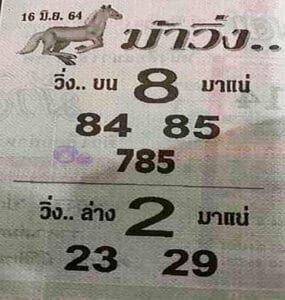 16 มิ.ย. 64
ม้าวิ่ง..
วิ่ง.. บน 8 มาแน่
84 85
785
วิ่ง.. ล่าง 2 มาแน่
23 29